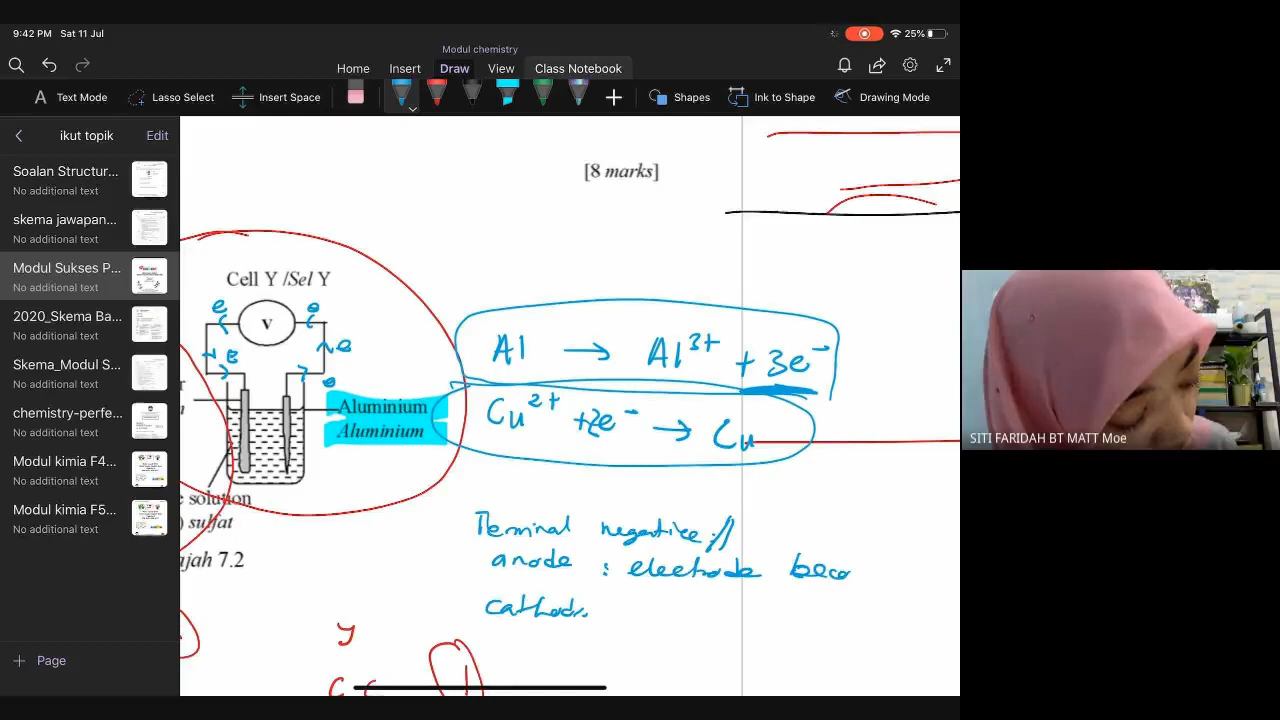 9:42 PM Sat 11 Jul
25%
Modul chemistry
Home Insert Draw View Class Notebook
Text Mode Lasso Select Insert Space Shapes Ink to Shape Drawing Mode
ikut topik Edit
Soalan Structur...
No additional text
skema jawapan...
No additional text
Modul Sukses P...
No additional text
2020_Skema Ba...
No additional text
Skema_Modul S...
No additional text
chemistry-perfe...
No additional text
Modul kimia F4...
No additional text
Modul kimia F5...
No additional text
Page
[8 marks]
Cell Y /Sel Y
V
e e
e e
e
Aluminium
Aluminium
e solution
) sulfat
ajah 7.2
Al → Al³⁺ + 3e⁻
Cu²⁺ + 2e⁻ → Cu
Terminal negative //
anode : electrode beco
cathode
y
SITI FARIDAH BT MATT Moe